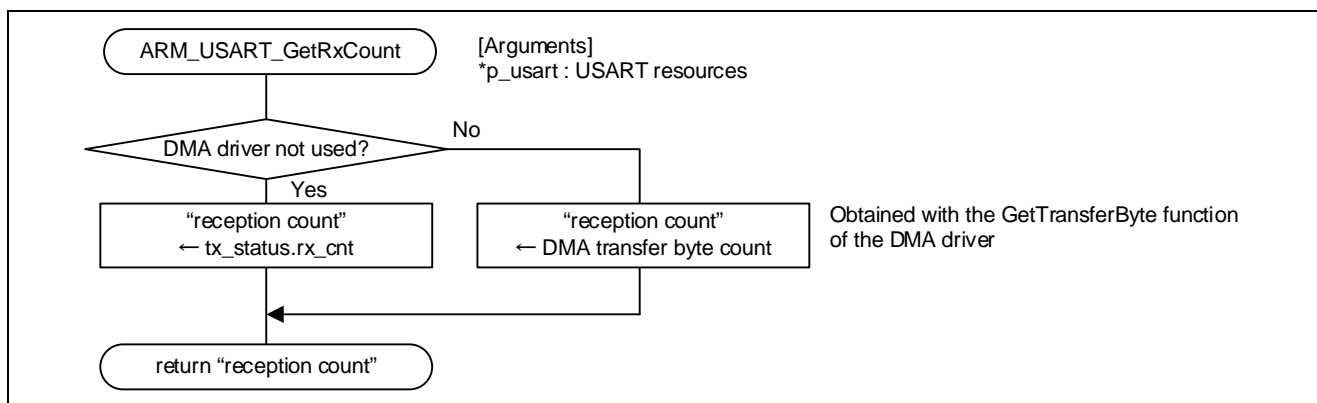 ARM_USART_GetRxCount
[Arguments]
*p_usart : USART resources
DMA driver not used?
No
Yes
“reception count”
← tx_status.rx_cnt
“reception count”
← DMA transfer byte count
Obtained with the GetTransferByte function
of the DMA driver
return “reception count”